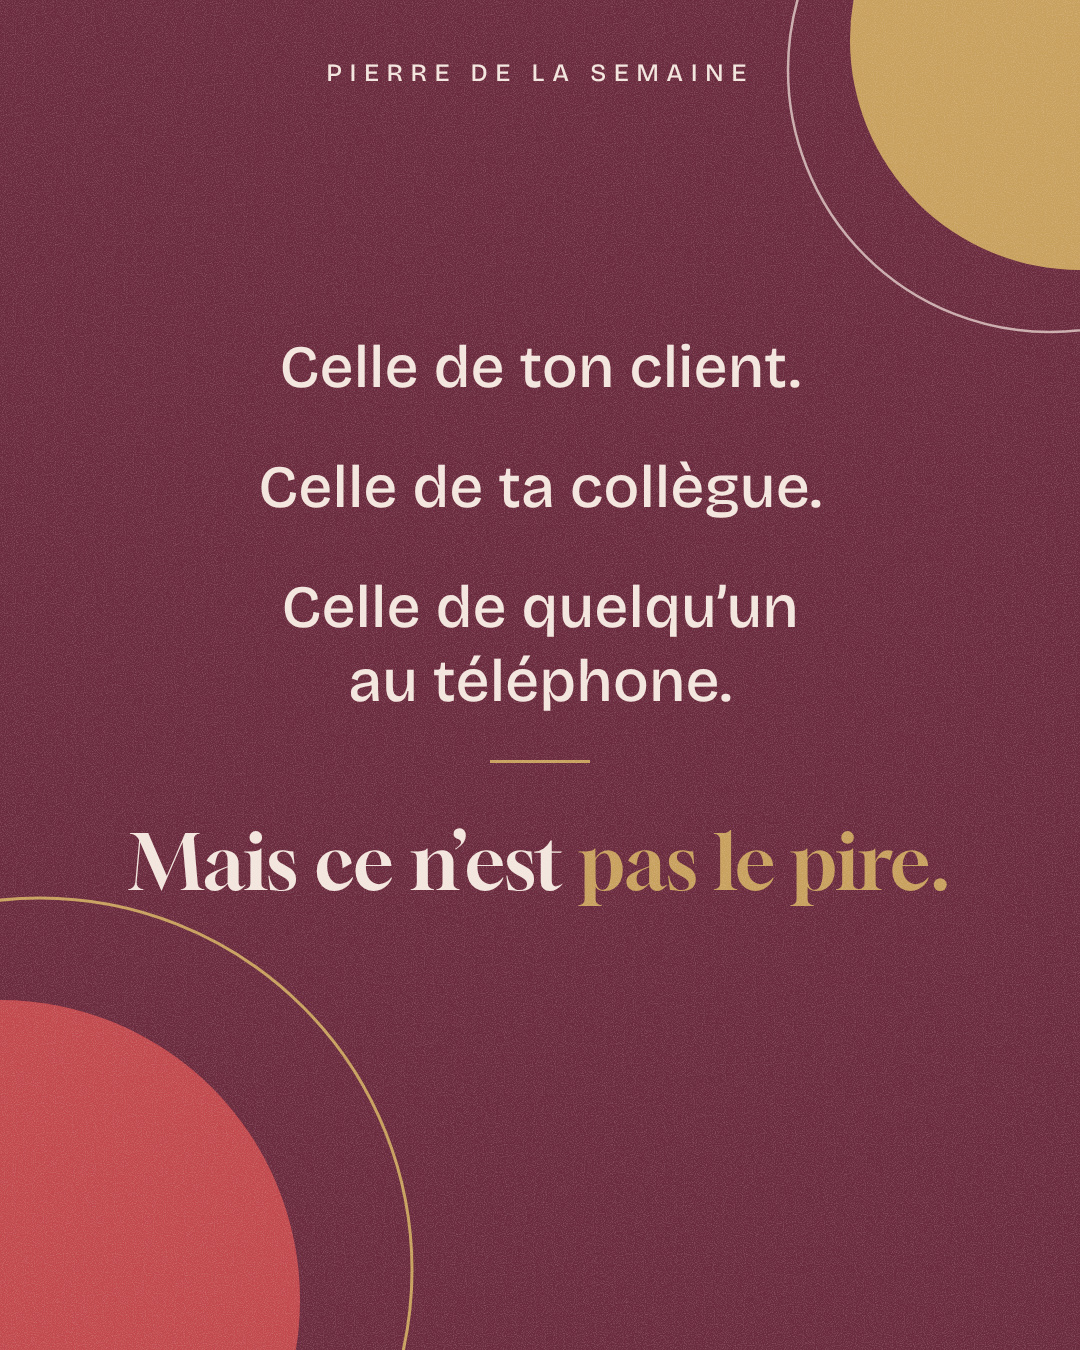 PIERRE DE LA SEMAINE
Celle de ton client.
Celle de ta collègue.
Celle de quelqu’un
au téléphone.
Mais ce n’est pas le pire.